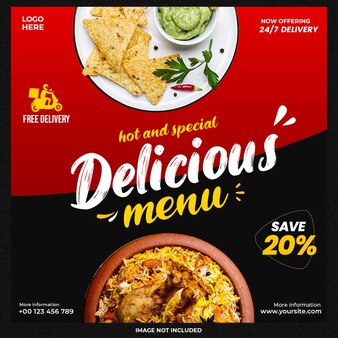 LOGO
HERE
NOW OFFERING
24/7 DELIVERY
FREE DELIVERY
hot and special
Delicious
menu
SAVE
20%
More information
+00 123 456 789
More Information
www.yoursite.com
IMAGE NOT INCLUDED